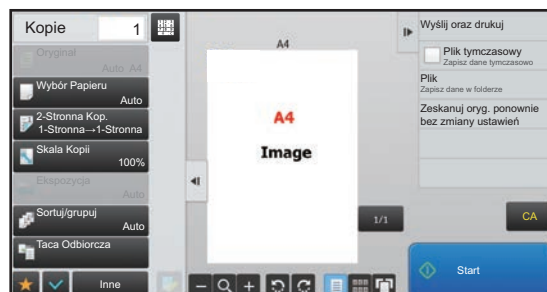 Kopie 1
Oryginał
Auto A4
Wybór Papieru
Auto
2-Stronna Kop.
1-Stronna→1-Stronna
Skala Kopii
100%
Ekspozycja
Auto
Sortuj/grupuj
Auto
Taca Odbiorcza
Inne
A4
A4
Image
1/1
Wyślij oraz drukuj
Plik tymczasowy
Zapisz dane tymczasowo
Plik
Zapisz dane w folderze
Zeskanuj oryg. ponownie
bez zmiany ustawień
CA
Start